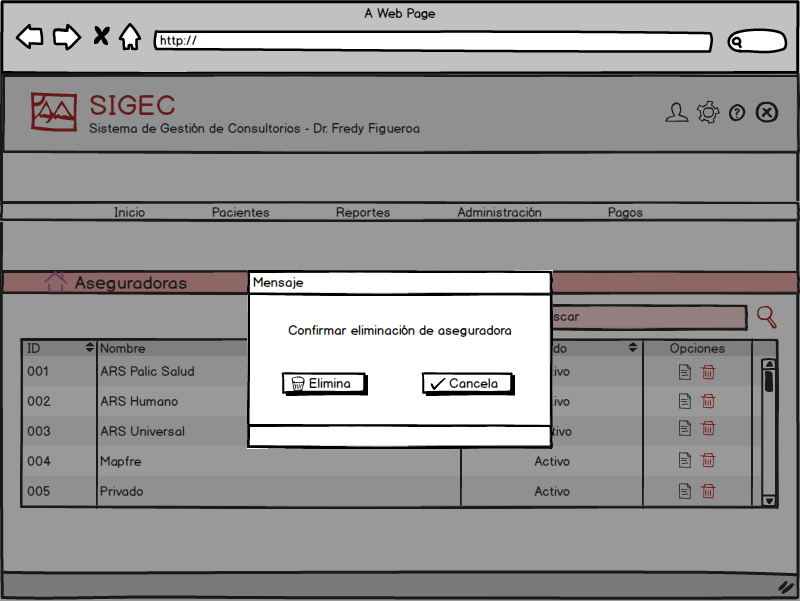 A Web Page
http://
SIGEC
Sistema de Gestión de Consultorios - Dr. Fredy Figueroa
Inicio Pacientes Reportes Administración Pagos
Aseguradoras
Mensaje
Confirmar eliminación de aseguradora
Elimina Cancela
scar
ID Nombre do Opciones
001 ARS Palic Salud ivo
002 ARS Humano ivo
003 ARS Universal tivo
004 Mapfre Activo
005 Privado Activo